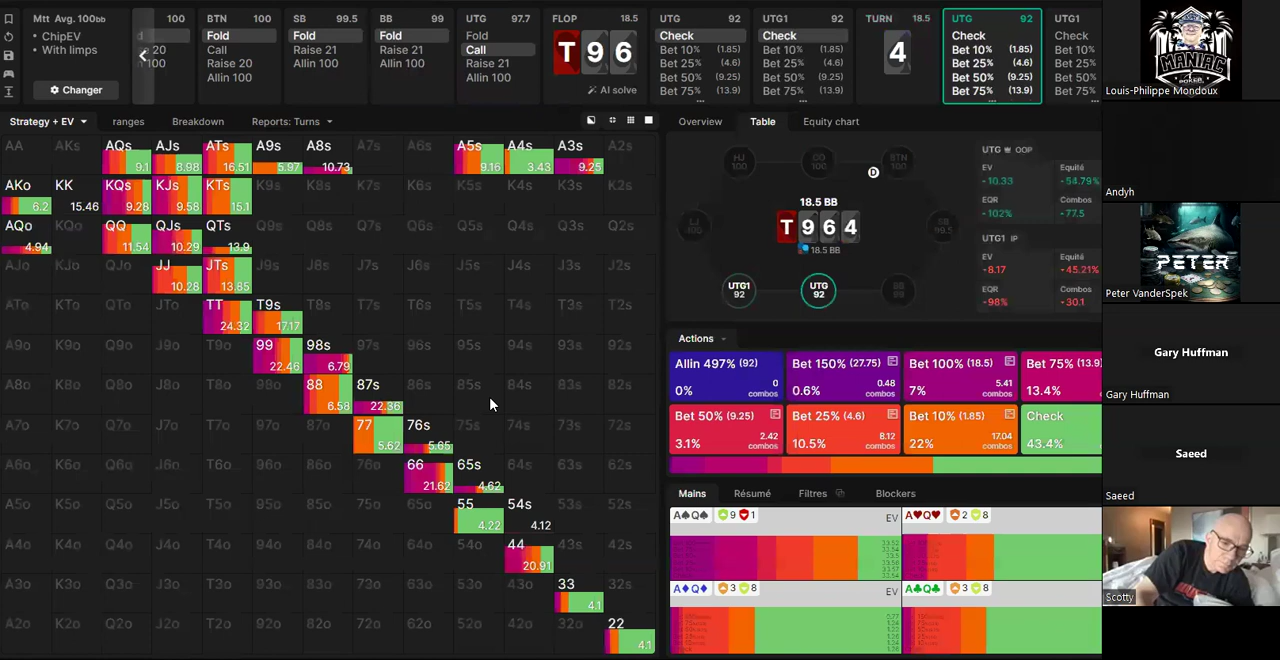 Mtt Avg. 100bb
ChipEV
With limps
Changer
100
20
100
BTN 100
Fold
Call
Raise 20
Allin 100
SB 99.5
Fold
Raise 21
Allin 100
BB 99
Fold
Raise 21
Allin 100
UTG 97.7
Fold
Call
Raise 21
Allin 100
FLOP 18.5
T 9 6
AI solve
UTG 92
Check
Bet 10% (1.85)
Bet 25% (4.6)
Bet 50% (9.25)
Bet 75% (13.9)
UTG1 92
Check
Bet 10% (1.85)
Bet 25% (4.6)
Bet 50% (9.25)
Bet 75% (13.9)
TURN 18.5
4
UTG 92
Check
Bet 10% (1.85)
Bet 25% (4.6)
Bet 50% (9.25)
Bet 75% (13.9)
UTG1
Check
Bet 10%
Bet 25%
Bet 50%
Bet 75%
Strategy + EV ranges Breakdown Reports: Turns
AA AKs AQs 9.1 AJs 8.98 ATs 16.51 A9s 5.97 A8s 10.73 A7s A6s A5s 9.16 A4s 3.43 A3s 9.25 A2s
AKo 6.2 KK 15.46 KQs 9.28 KJs 9.58 KTs 15.1 K9s K8s K7s K6s K5s K4s K3s K2s
AQo 4.94 KQo QQ 11.54 QJs 10.29 QTs 13.9 Q9s Q8s Q7s Q6s Q5s Q4s Q3s Q2s
AJo KJo QJo JJ 10.28 JTs 13.85 J9s J8s J7s J6s J5s J4s J3s J2s
ATo KTo QTo JTo TT 24.32 T9s 17.17 T8s T7s T6s T5s T4s T3s T2s
A9o K9o Q9o J9o T9o 99 22.46 98s 6.79 97s 96s 95s 94s 93s 92s
A8o K8o Q8o J8o T8o 98o 88 6.58 87s 22.36 86s 85s 84s 83s 82s
A7o K7o Q7o J7o T7o 97o 87o 77 5.62 76s 5.65 75s 74s 73s 72s
A6o K6o Q6o J6o T6o 96o 86o 76o 66 21.62 65s 4.62 64s 63s 62s
A5o K5o Q5o J5o T5o 95o 85o 75o 65o 55 4.22 54s 4.12 53s 52s
A4o K4o Q4o J4o T4o 94o 84o 74o 64o 54o 44 20.91 43s 42s
A3o K3o Q3o J3o T3o 93o 83o 73o 63o 53o 43o 33 4.1 32s
A2o K2o Q2o J2o T2o 92o 82o 72o 62o 52o 42o 32o 22 4.1
Overview Table Equity chart
HJ 100
CO 100
BTN 100
D
LJ 100
SB 99.5
18.5 BB
T 9 6 4
18.5 BB
UTG1 92
UTG 92
BB 99
UTG OOP
EV Equité
10.33 54.79%
EQR Combos
102% 77.5
UTG1 IP
EV Equité
8.17 45.21%
EQR Combos
98% 30.1
Actions
Allin 497% (92)
0% 0 combos
Bet 150% (27.75)
0.6% 0.48 combos
Bet 100% (18.5)
7% 5.41 combos
Bet 75% (13.9)
13.4%
Bet 50% (9.25)
3.1% 2.42 combos
Bet 25% (4.6)
10.5% 8.12 combos
Bet 10% (1.85)
22% 17.04 combos
Check
43.4%
Mains Résumé Filtres Blockers
A♠Q♠ 9 1 EV
A♥Q♥ 2 8
A♦Q♦ 3 8 EV
A♣Q♣ 3 8
MANIAC
POKER
Louis-Philippe Mondoux
Andyh
PETER
Peter VanderSpek
Gary Huffman
Gary Huffman
Saeed
Saeed
Scotty